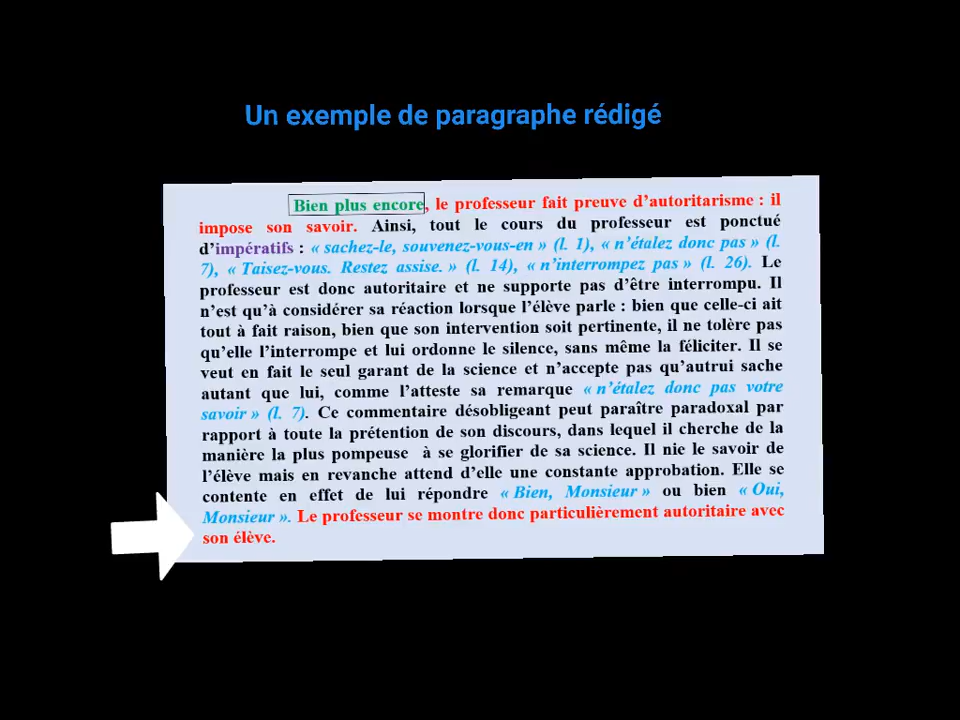 Un exemple de paragraphe rédigé
Bien plus encore, le professeur fait preuve d'autoritarisme : il
impose son savoir. Ainsi, tout le cours du professeur est ponctué
d'impératifs : « sachez-le, souvenez-vous-en » (l. 1), « n'étalez donc pas » (l.
7), « Taisez-vous. Restez assise. » (l. 14), « n'interrompez pas » (l. 26). Le
professeur est donc autoritaire et ne supporte pas d'être interrompu. Il
n'est qu'à considérer sa réaction lorsque l'élève parle : bien que celle-ci ait
tout à fait raison, bien que son intervention soit pertinente, il ne tolère pas
qu'elle l'interrompe et lui ordonne le silence, sans même la féliciter. Il se
veut en fait le seul garant de la science et n'accepte pas qu'autrui sache
autant que lui, comme l'atteste sa remarque « n'étalez donc pas votre
savoir » (l. 7). Ce commentaire désobligeant peut paraître paradoxal par
rapport à toute la prétention de son discours, dans lequel il cherche de la
manière la plus pompeuse à se glorifier de sa science. Il nie le savoir de
l'élève mais en revanche attend d'elle une constante approbation. Elle se
contente en effet de lui répondre « Bien, Monsieur » ou bien « Oui,
Monsieur ». Le professeur se montre donc particulièrement autoritaire avec
son élève.